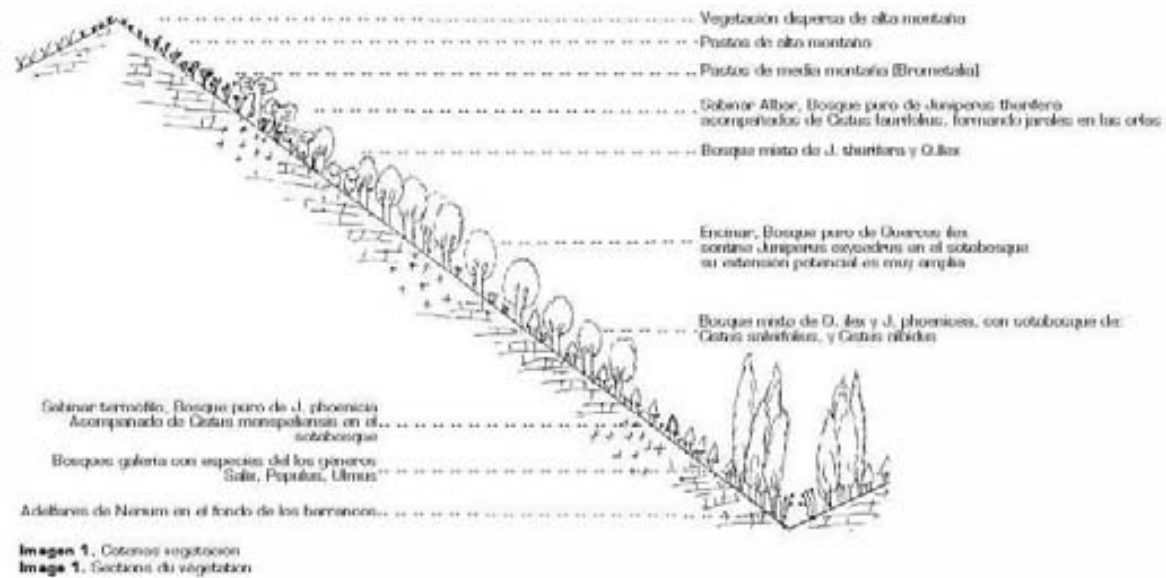 Vegetación dispersa de alta montaña
Pastos de alta montaña
Pastos de media montaña (Brometalia)
Sabinar Albar, Bosque puro de Juniperus thurifera
acompañados de Cistus laurifolius, formando jarales en las orlas
Bosque mixto de J. thurifera y Q.ilex
Encinar, Bosque puro de Quercus ilex
contine Juniperus oxycedrus en el sotobosque
su extensión potencial es muy amplia
Bosque mixto de Q. ilex y J. phoenicea, con sotobosque de:
Cistus salvifolius, y Cistus albidus
Sabinar termófilo, Bosque puro de J. phoenicia
Acompañado de Cistus monspeliensis en el
sotobosque
Bosques galería con especies del los géneros
Salix, Populus, Ulmus
Adelfares de Nerium en el fondo de los barrancos
Imagen 1. Catenas vegetación
Image 1. Sections du végétation